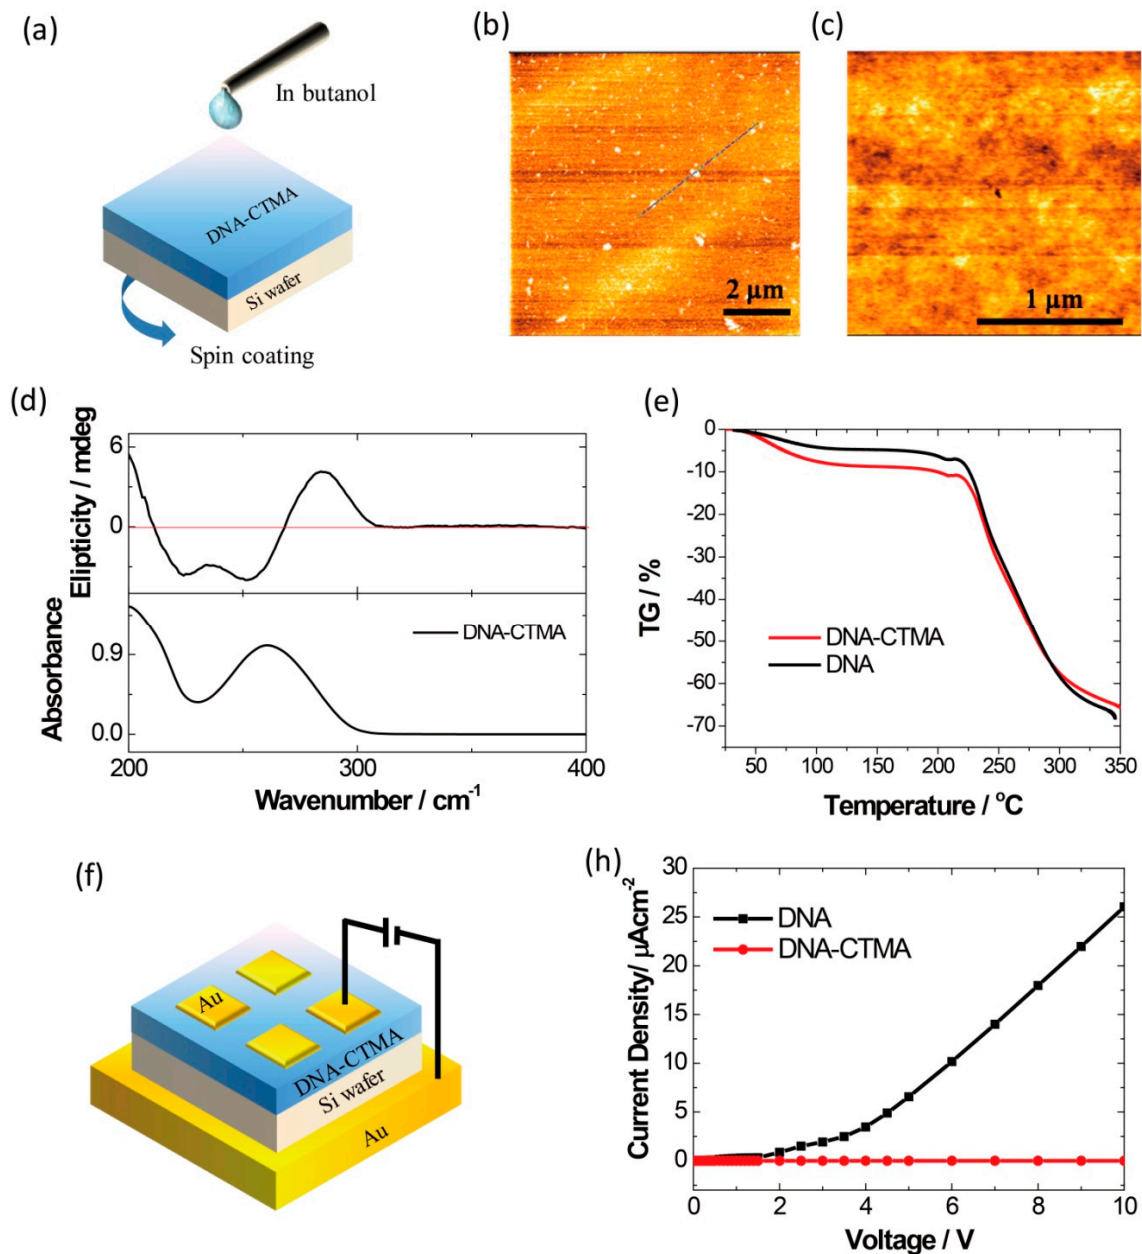 (a)
In butanol
DNA-CTMA
Si wafer
Spin coating
(b)
2 µm
(c)
1 µm
(d)
Elipticity / mdeg
6
0
Absorbance
0.9
0.0
DNA-CTMA
200
300
400
Wavenumber / cm⁻¹
(e)
TG / %
0
-10
-20
-30
-40
-50
-60
-70
DNA-CTMA
DNA
50
100
150
200
250
300
350
Temperature / °C
(f)
Au
DNA-CTMA
Si wafer
Au
(h)
Current Density/ µAcm⁻²
30
25
20
15
10
5
0
DNA
DNA-CTMA
0
2
4
6
8
10
Voltage / V